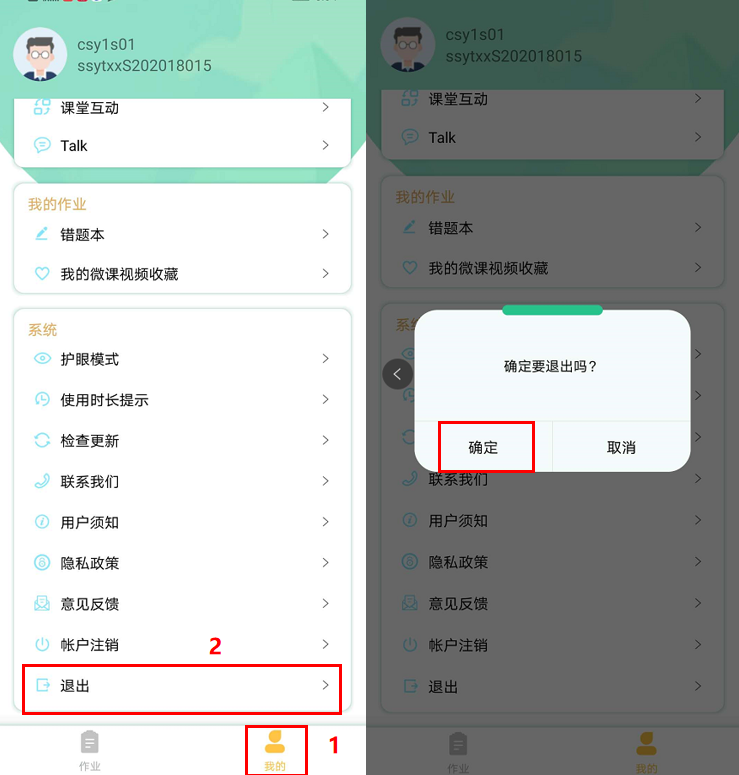 csy1s01
ssytxxS202018015
课堂互动
Talk
我的作业
错题本
我的微课视频收藏
系统
护眼模式
使用时长提示
检查更新
联系我们
用户须知
隐私政策
意见反馈
帐户注销
2
退出
作业
我的
1
csy1s01
ssytxxS202018015
课堂互动
Talk
我的作业
错题本
我的微课视频收藏
系
确定要退出吗?
确定
取消
联系我们
用户须知
隐私政策
意见反馈
帐户注销
退出
作业
我的